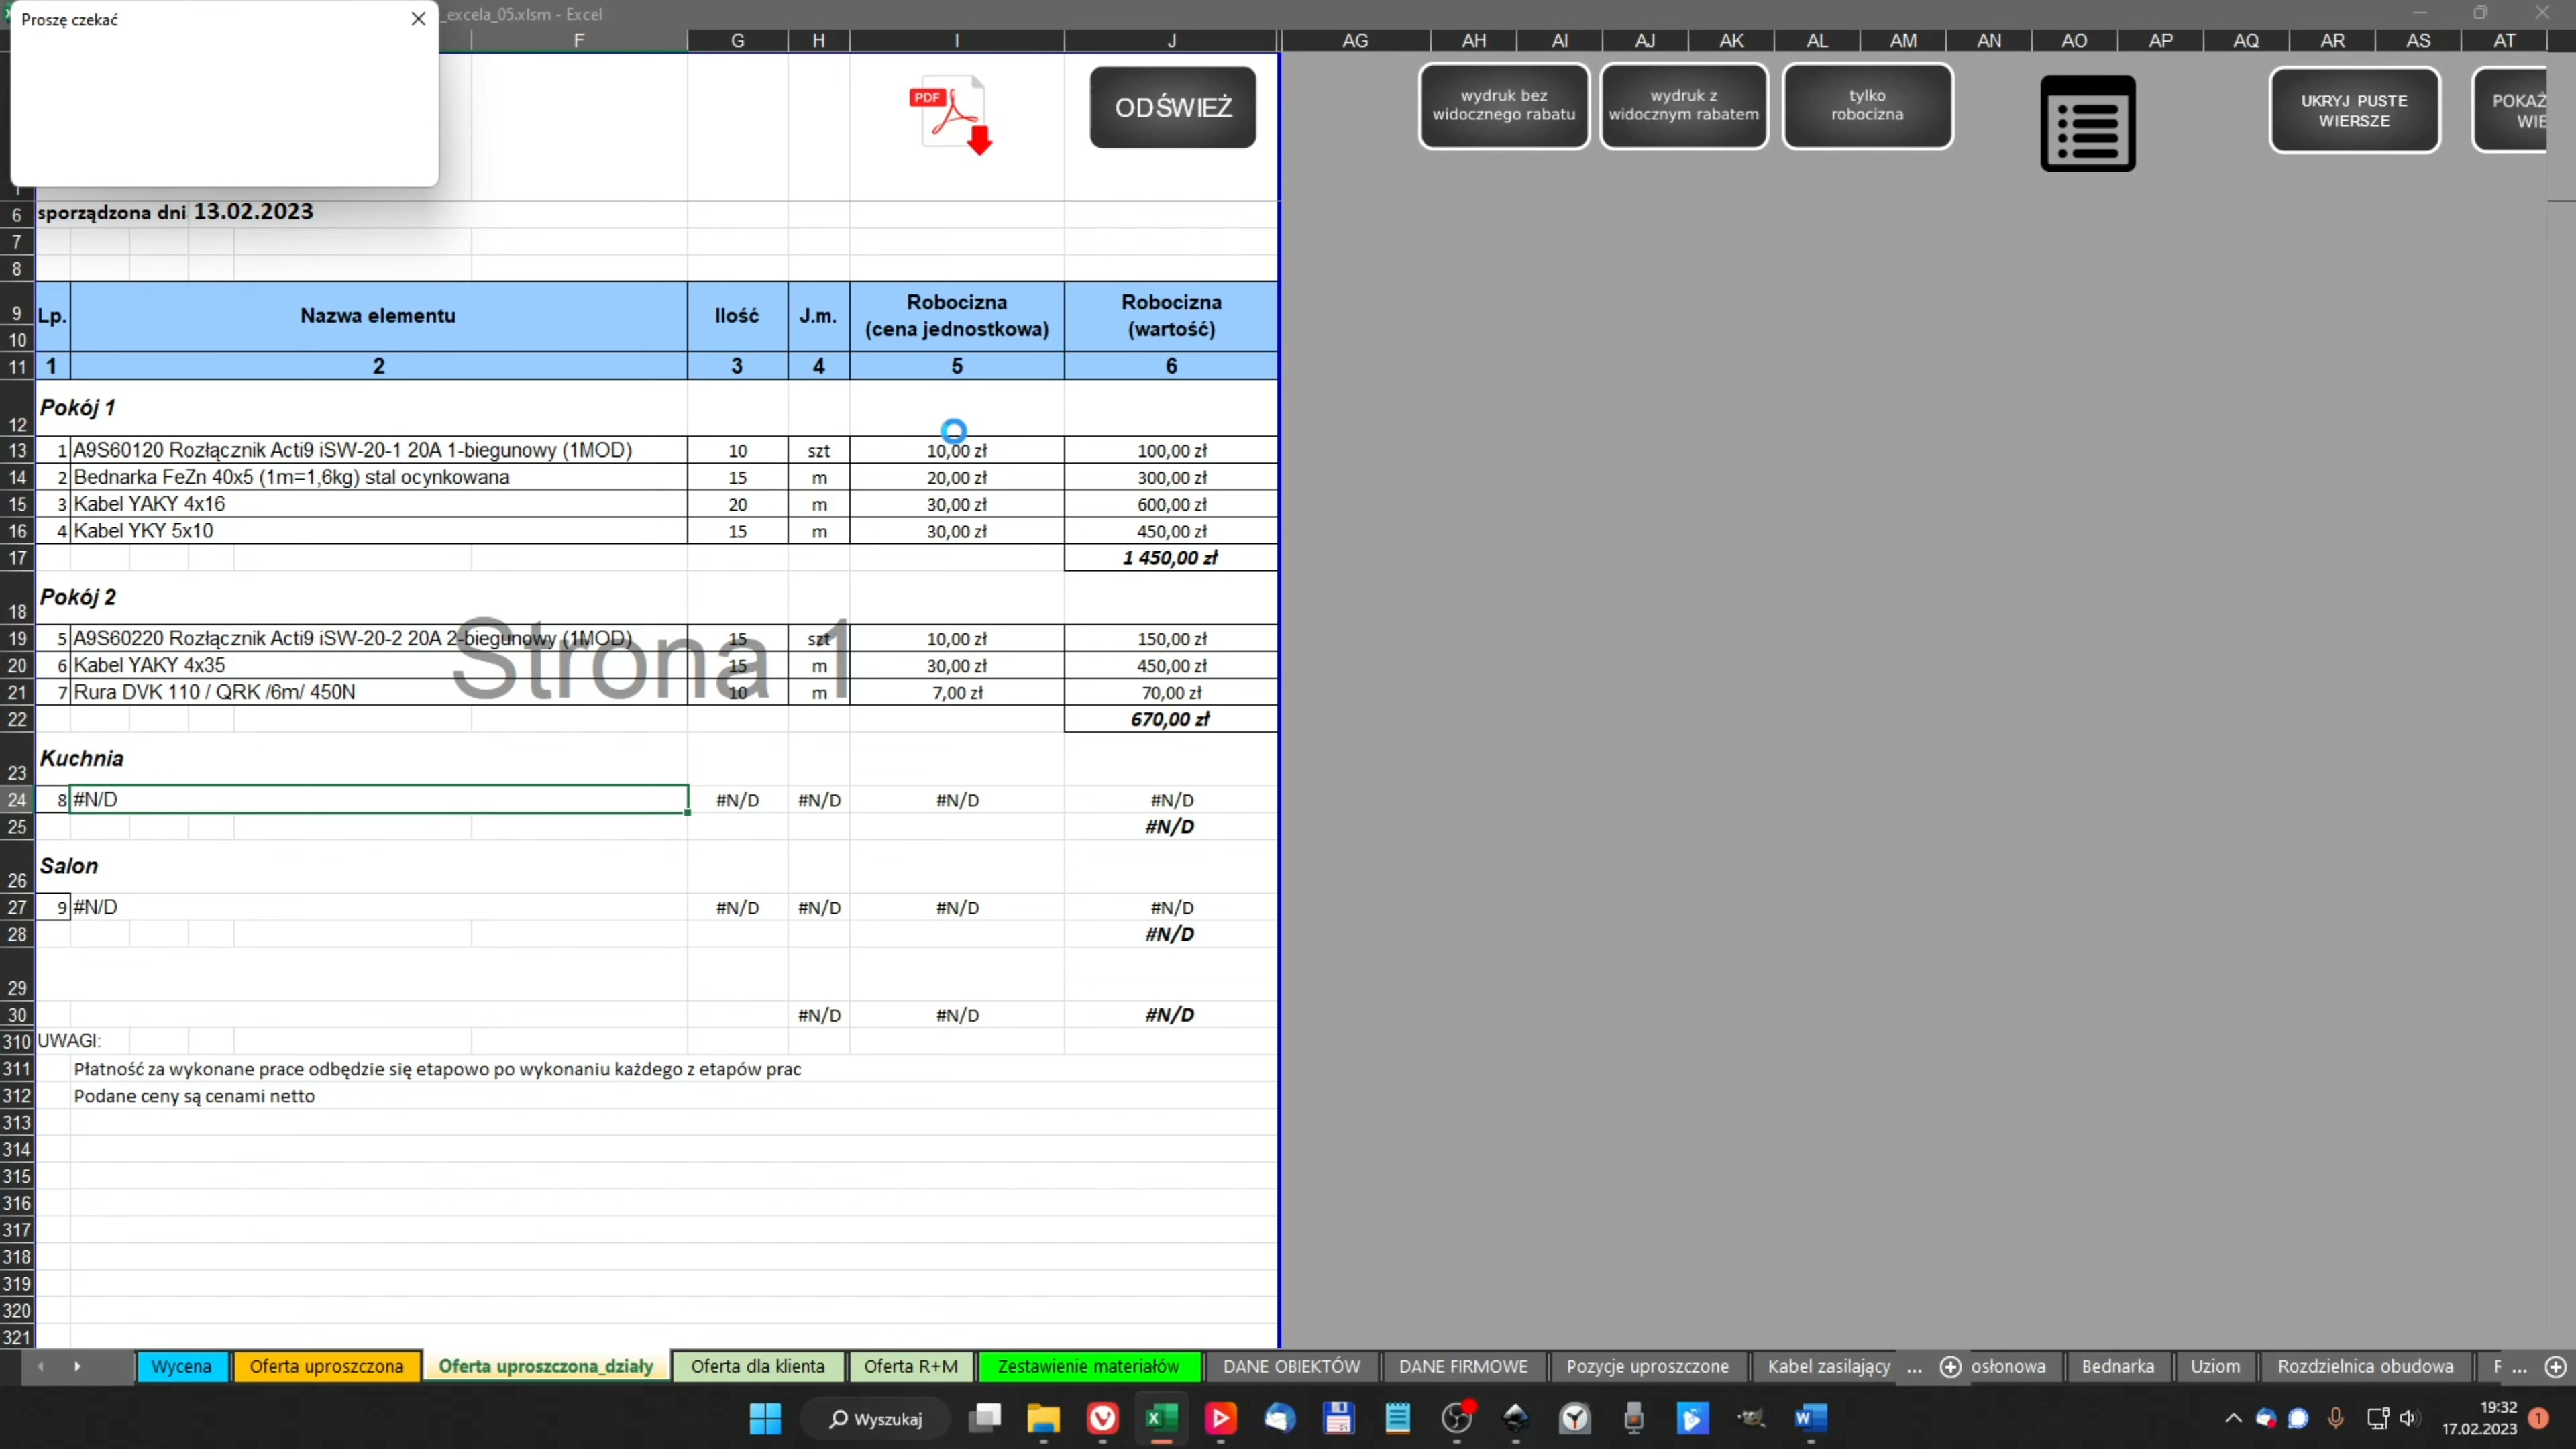 Proszę czekać
_excela_05.xlsm - Excel
F G H I J AG AH AI AJ AK AL AM AN AO AP AQ AR AS AT
PDF
ODŚWIEŻ
wydruk bez
widocznego rabatu
wydruk z
widocznym rabatem
tylko
robocizna
UKRYJ PUSTE
WIERSZE
POKAŻ
WIE
6 sporządzona dni 13.02.2023
7
8
9 Lp. Nazwa elementu Ilość J.m. Robocizna
(cena jednostkowa) Robocizna
(wartość)
10
11 1 2 3 4 5 6
12 Pokój 1
13 1 A9S60120 Rozłącznik Acti9 iSW-20-1 20A 1-biegunowy (1MOD) 10 szt 10,00 zł 100,00 zł
14 2 Bednarka FeZn 40x5 (1m=1,6kg) stal ocynkowana 15 m 20,00 zł 300,00 zł
15 3 Kabel YAKY 4x16 20 m 30,00 zł 600,00 zł
16 4 Kabel YKY 5x10 15 m 30,00 zł 450,00 zł
17 1 450,00 zł
18 Pokój 2
19 5 A9S60220 Rozłącznik Acti9 iSW-20-2 20A 2-biegunowy (1MOD) 15 szt 10,00 zł 150,00 zł
Strona 1
20 6 Kabel YAKY 4x35 15 m 30,00 zł 450,00 zł
21 7 Rura DVK 110 / QRK /6m/ 450N 10 m 7,00 zł 70,00 zł
22 670,00 zł
23 Kuchnia
24 8 #N/D #N/D #N/D #N/D #N/D
25 #N/D
26 Salon
27 9 #N/D #N/D #N/D #N/D #N/D
28 #N/D
29
30 #N/D #N/D #N/D
310 UWAGI:
311 Płatność za wykonane prace odbędzie się etapowo po wykonaniu każdego z etapów prac
312 Podane ceny są cenami netto
313
314
315
316
317
318
319
320
321
Wycena Oferta uproszczona Oferta uproszczona_działy Oferta dla klienta Oferta R+M Zestawienie materiałów DANE OBIEKTÓW DANE FIRMOWE Pozycje uproszczone Kabel zasilający ... osłonowa Bednarka Uziom Rozdzielnica obudowa ...
Wyszukaj
19:32
17.02.2023
1